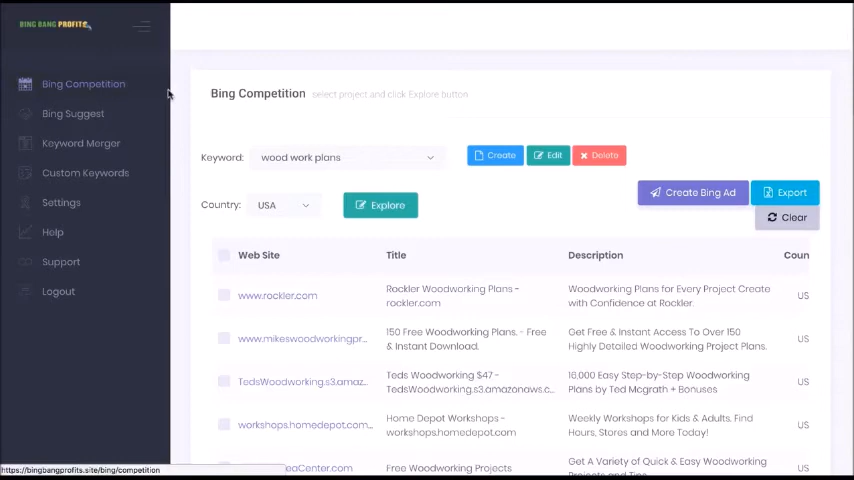 BING BANG PROFITS
Bing Competition
Bing Suggest
Keyword Merger
Custom Keywords
Settings
Help
Support
Logout
Bing Competition select project and click Explore button
Keyword: wood work plans Create Edit Delete
Country: USA Explore Create Bing Ad Export
Clear
Web Site Title Description Coun
www.rockler.com Rockler Woodworking Plans - rockler.com Woodworking Plans for Every Project Create with Confidence at Rockler. US
www.mikeswoodworkingpr... 150 Free Woodworking Plans. - Free & Instant Download. Get Free & Instant Access To Over 150 Highly Detailed Woodworking Project Plans. US
TedsWoodworking.s3.amaz... Teds Woodworking $47 - TedsWoodworking.s3.amazonaws.c... 16,000 Easy Step-by-Step Woodworking Plans by Ted Mcgrath + Bonuses US
workshops.homedepot.com... Home Depot Workshops - workshops.homedepot.com Weekly Workshops for Kids & Adults. Find Hours, Stores and More Today! US
eaCenter.com Free Woodworking Projects Get A Variety of Quick & Easy Woodworking Projects and Tips US
https://bingbangprofits.site/bing/competition